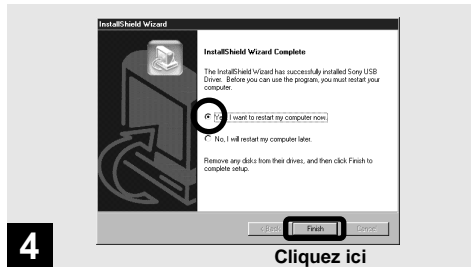 InstallShield Wizard
InstallShield Wizard Complete
The InstallShield Wizard has successfully installed Sony USB
Driver. Before you can use the program, you must restart your
computer.
Yes, I want to restart my computer now.
No, I will restart my computer later.
Remove any disks from their drives, and then click Finish to
complete setup.
< Back Finish Cancel
4
Cliquez ici